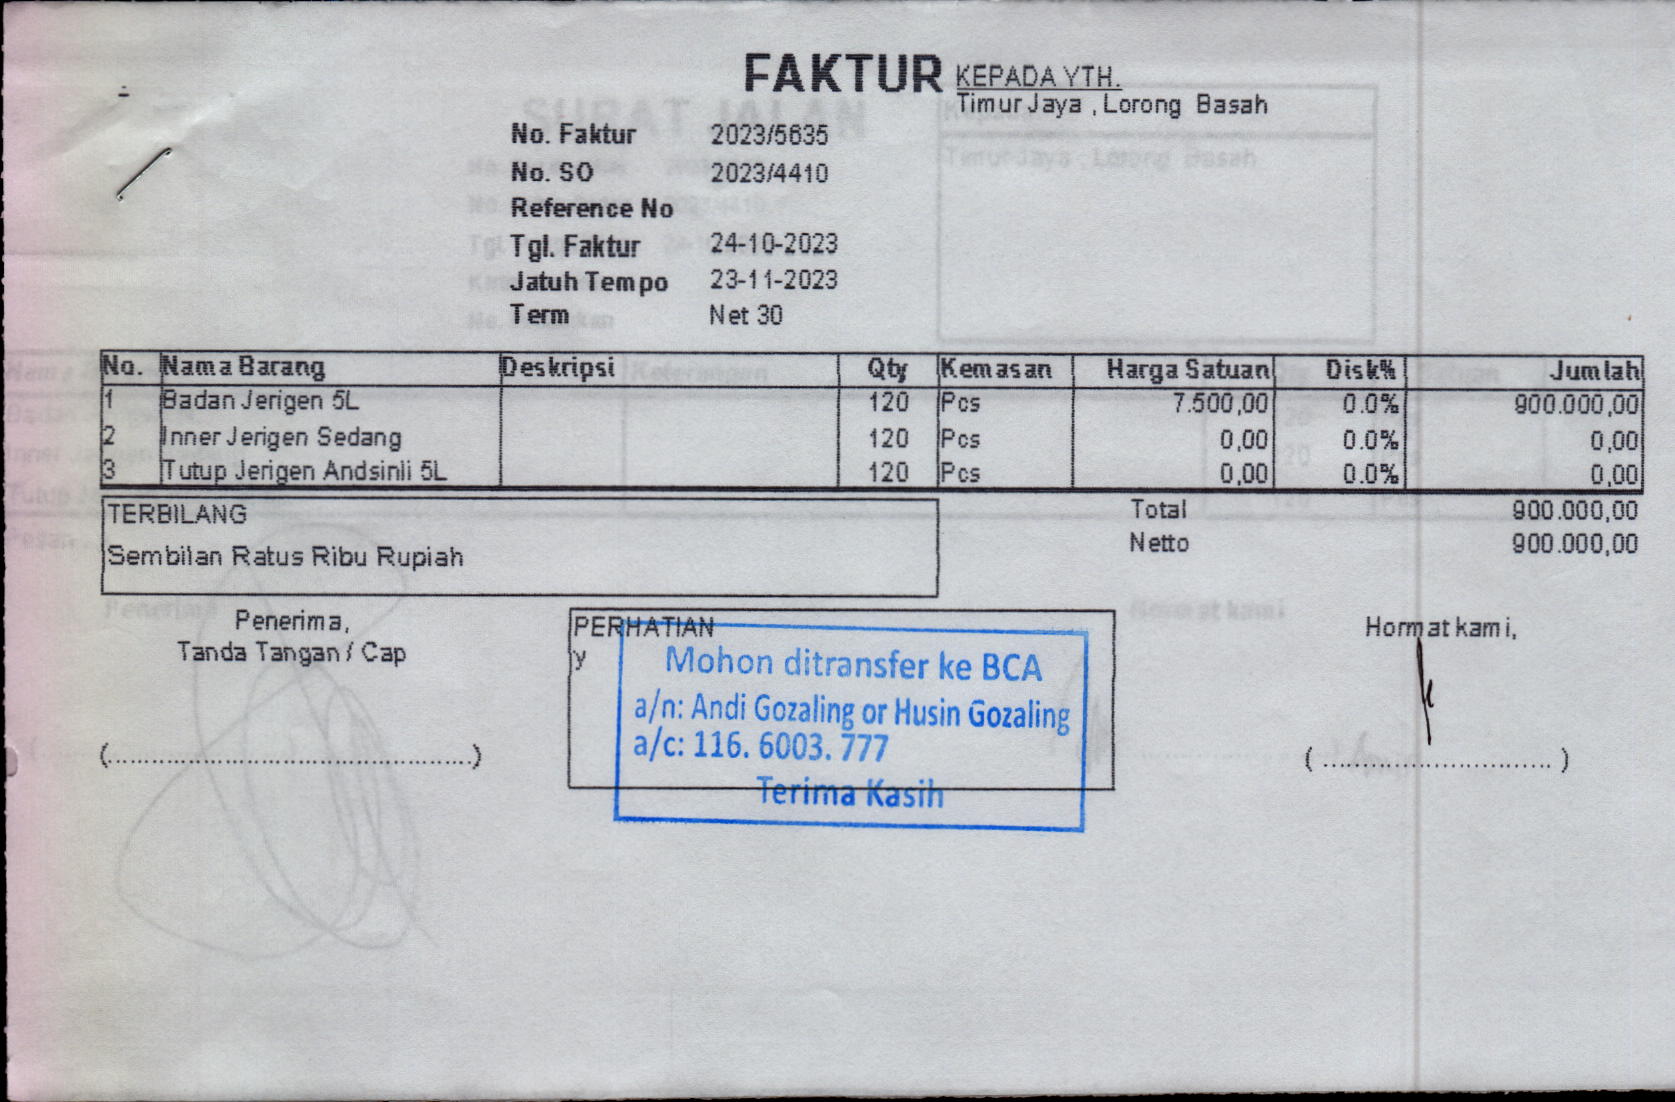 FAKTUR
KEPADA YTH.
Timur Jaya , Lorong Basah
No. Faktur 2023/5635
No. SO 2023/4410
Reference No
Tgl. Faktur 24-10-2023
Jatuh Tempo 23-11-2023
Term Net 30
No. Nama Barang Deskripsi Qty Kemasan Harga Satuan Disk% Jumlah
1 Badan Jerigen 5L 120 Pcs 7.500,00 0.0% 900.000,00
2 Inner Jerigen Sedang 120 Pcs 0,00 0.0% 0,00
3 Tutup Jerigen Andsinli 5L 120 Pcs 0,00 0.0% 0,00
TERBILANG
Sembilan Ratus Ribu Rupiah
Total 900.000,00
Netto 900.000,00
Penerima,
Tanda Tangan / Cap
(..............................................)
PERHATIAN
y
Mohon ditransfer ke BCA
a/n: Andi Gozaling or Husin Gozaling
a/c: 116. 6003. 777
Terima Kasih
Hormat kami,
( ............................. )